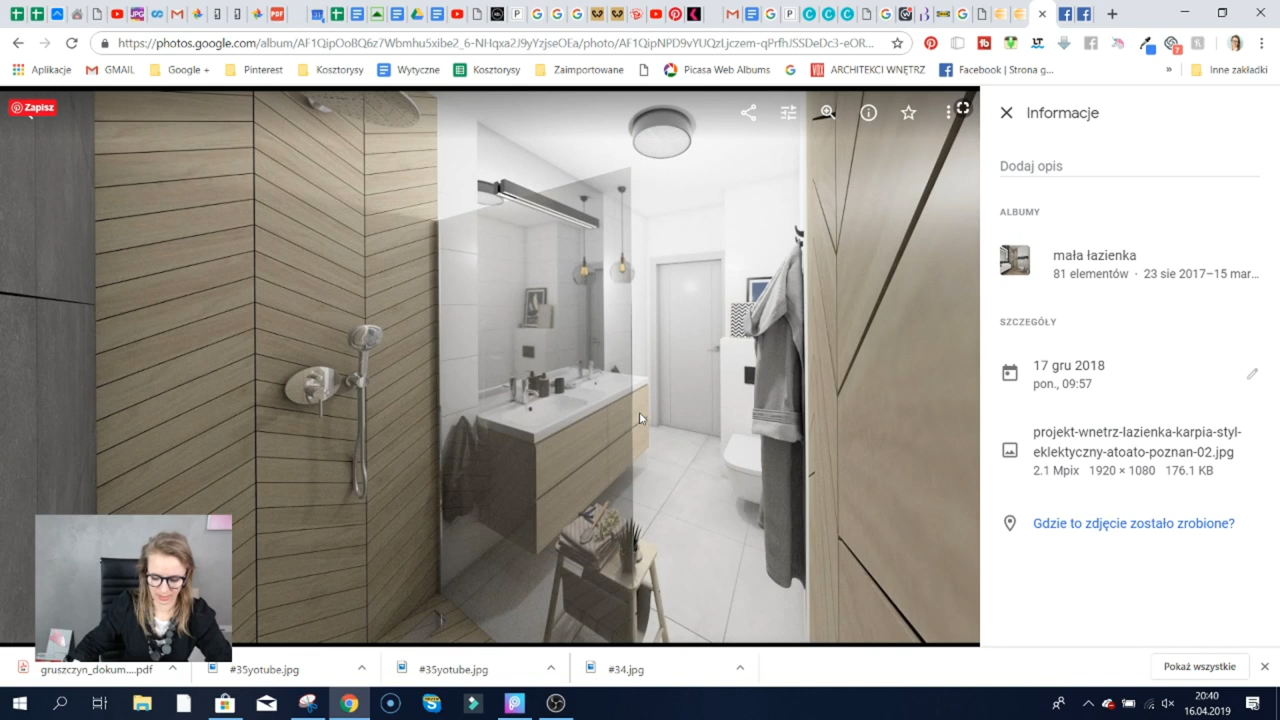 https://photos.google.com/album/AF1QipOoBQ6z7Wbmhu5xibe2_6-NHqxa2J9yYzjseOEa/photo/AF1QipNPD9vYUQzLjczem-qPrfhJSSDeDc3-eOR...
Aplikacje
GMAIL
Google +
Pinterest
Kosztorysy
Wytyczne
Kosztorysy
Zaimportowane
Picasa Web Albums
ARCHITEKCI WNĘTRZ
Facebook | Strona g...
»
Inne zakładki
Zapisz
Informacje
Dodaj opis
ALBUMY
mała łazienka
81 elementów · 23 sie 2017–15 mar...
SZCZEGÓŁY
17 gru 2018
pon., 09:57
projekt-wnetrz-lazienka-karpia-styl-
eklektyczny-atoato-poznan-02.jpg
2.1 Mpix 1920 × 1080 176.1 KB
Gdzie to zdjęcie zostało zrobione?
gruszczyn_dokum....pdf
#35yotube.jpg
#35yotube.jpg
#34.jpg
Pokaż wszystkie
20:40
16.04.2019